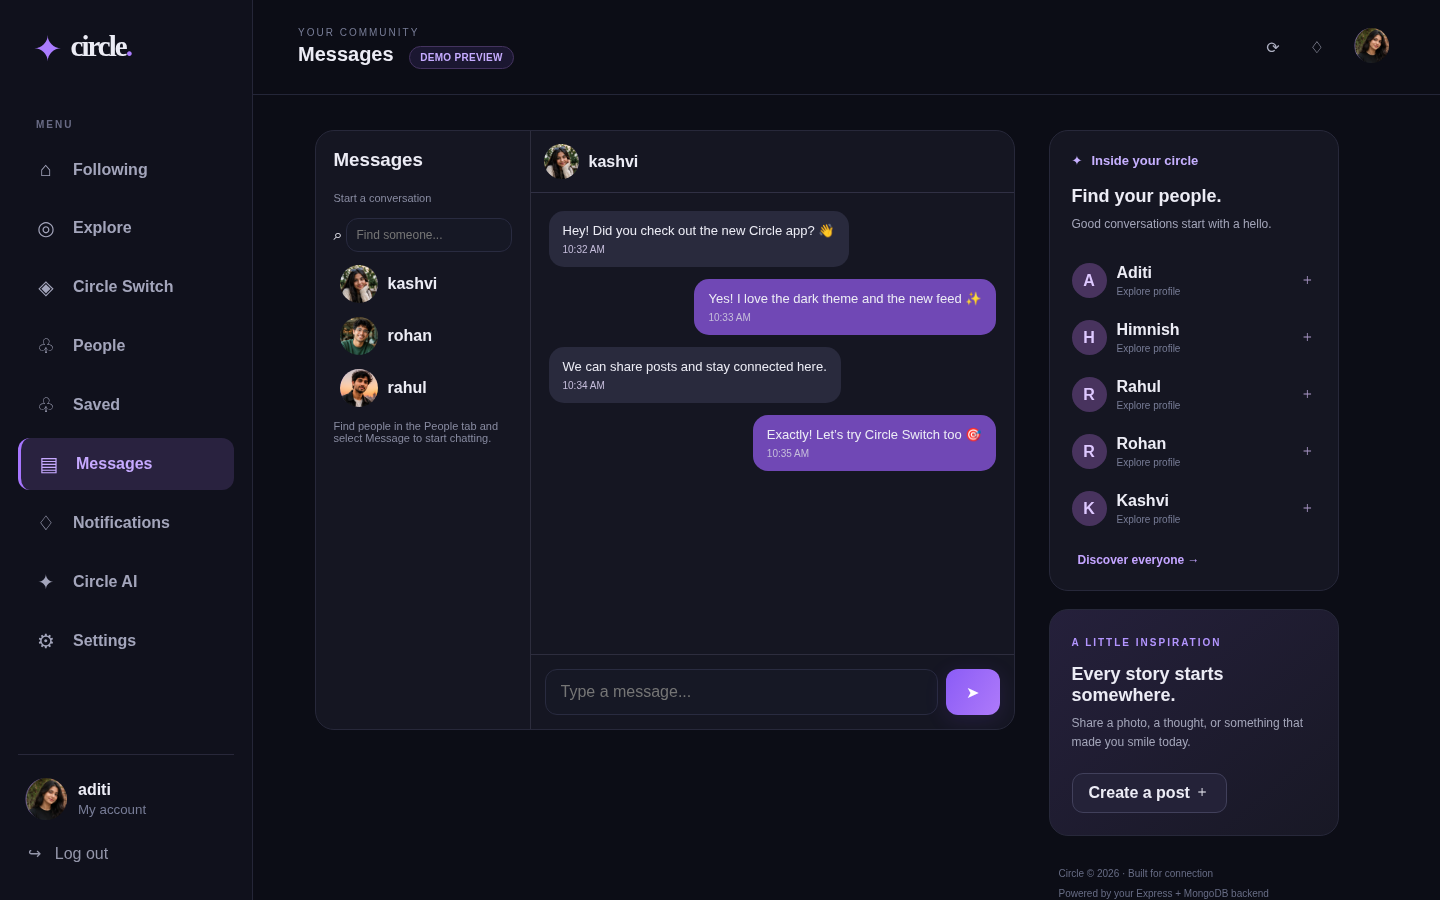 circle.
MENU
Following
Explore
Circle Switch
People
Saved
Messages
Notifications
Circle AI
Settings
aditi
My account
Log out
YOUR COMMUNITY
Messages DEMO PREVIEW
Messages
Start a conversation
Find someone...
kashvi
rohan
rahul
Find people in the People tab and
select Message to start chatting.
kashvi
Hey! Did you check out the new Circle app? 👋
10:32 AM
Yes! I love the dark theme and the new feed ✨
10:33 AM
We can share posts and stay connected here.
10:34 AM
Exactly! Let's try Circle Switch too 🎯
10:35 AM
Type a message...
Inside your circle
Find your people.
Good conversations start with a hello.
A Aditi
Explore profile
H Himnish
Explore profile
R Rahul
Explore profile
R Rohan
Explore profile
K Kashvi
Explore profile
Discover everyone →
A LITTLE INSPIRATION
Every story starts
somewhere.
Share a photo, a thought, or something that
made you smile today.
Create a post +
Circle © 2026 · Built for connection
Powered by your Express + MongoDB backend